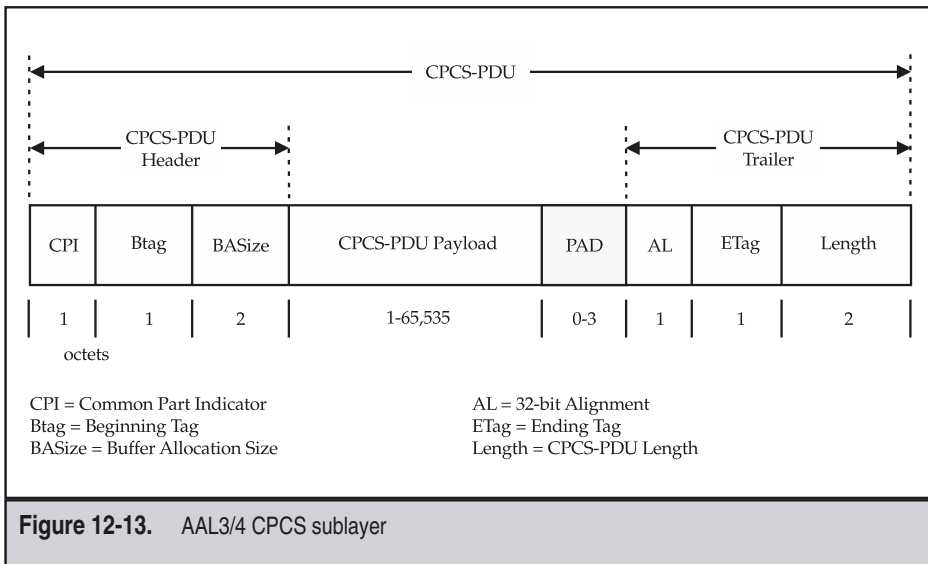 CPCS-PDU
CPCS-PDU
Header
CPCS-PDU
Trailer
CPI Btag BASize CPCS-PDU Payload PAD AL ETag Length
1 1 2 1-65,535 0-3 1 1 2
octets
CPI = Common Part Indicator
Btag = Beginning Tag
BASize = Buffer Allocation Size
AL = 32-bit Alignment
ETag = Ending Tag
Length = CPCS-PDU Length
Figure 12-13. AAL3/4 CPCS sublayer